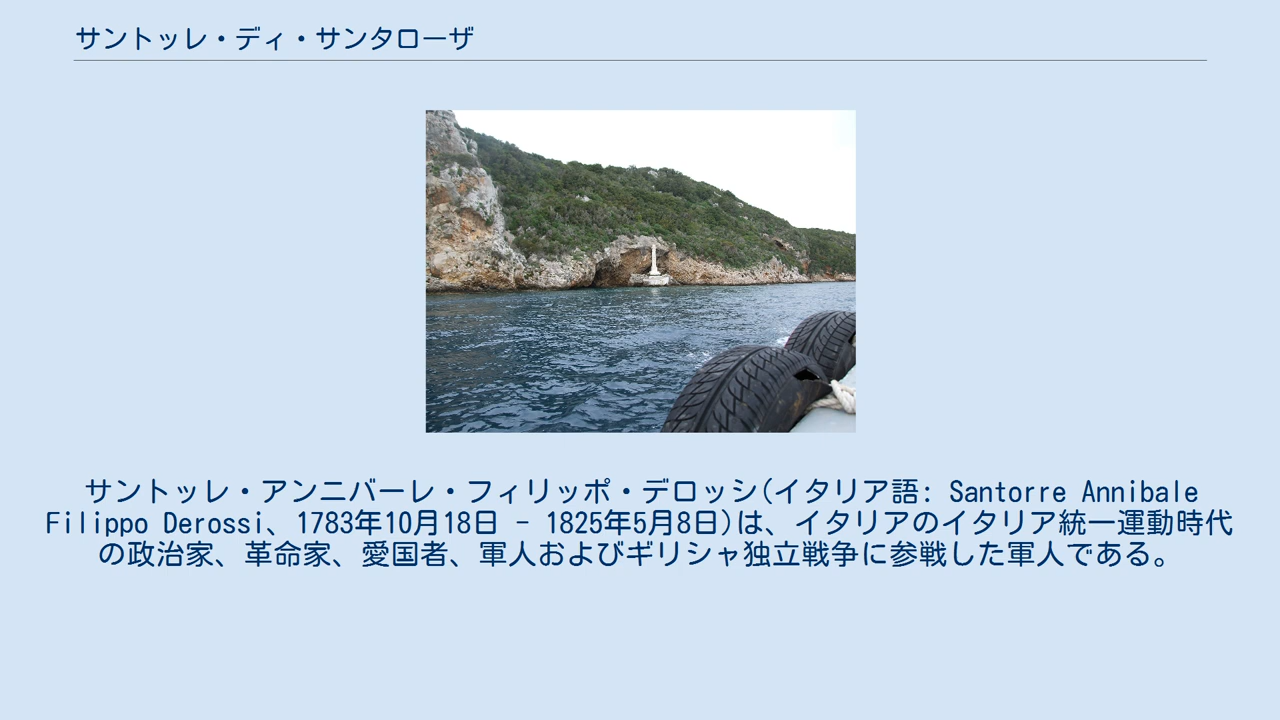 サントッレ・ディ・サンタローザ
サントッレ・アンニバーレ・フィリッポ・デロッシ(イタリア語: Santorre Annibale
Filippo Derossi、1783年10月18日 - 1825年5月8日)は、イタリアのイタリア統一運動時代
の政治家、革命家、愛国者、軍人およびギリシャ独立戦争に参戦した軍人である。